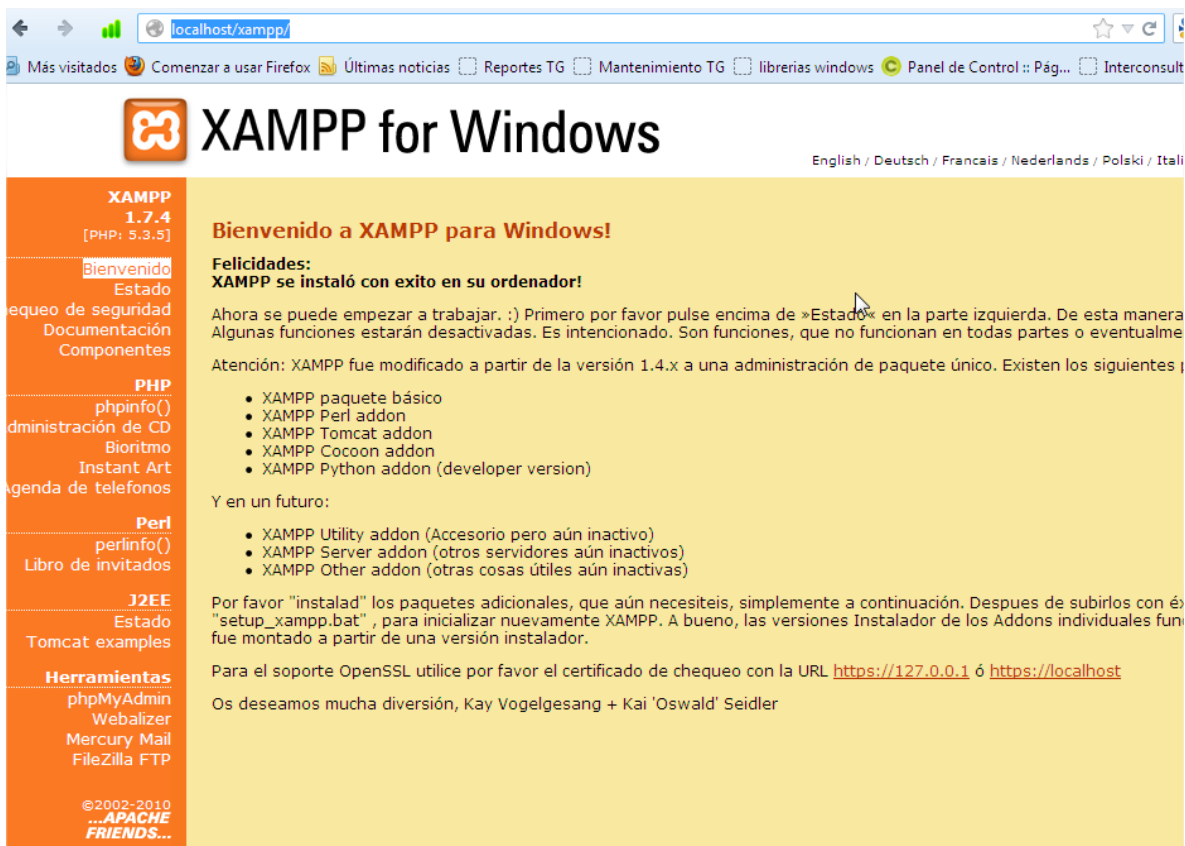 localhost/xampp/
Más visitados Comenzar a usar Firefox Últimas noticias Reportes TG Mantenimiento TG librerias windows Panel de Control :: Pág... Interconsult
XAMPP for Windows
English / Deutsch / Francais / Nederlands / Polski / Itali
XAMPP
1.7.4
[PHP: 5.3.5]
Bienvenido
Estado
equeo de seguridad
Documentación
Componentes
PHP
phpinfo()
dministración de CD
Bioritmo
Instant Art
Agenda de telefonos
Perl
perlinfo()
Libro de invitados
J2EE
Estado
Tomcat examples
Herramientas
phpMyAdmin
Webalizer
Mercury Mail
FileZilla FTP
©2002-2010
...APACHE
FRIENDS...
Bienvenido a XAMPP para Windows!
Felicidades:
XAMPP se instaló con exito en su ordenador!
Ahora se puede empezar a trabajar. :) Primero por favor pulse encima de »Estado« en la parte izquierda. De esta manera
Algunas funciones estarán desactivadas. Es intencionado. Son funciones, que no funcionan en todas partes o eventualme
Atención: XAMPP fue modificado a partir de la versión 1.4.x a una administración de paquete único. Existen los siguientes
• XAMPP paquete básico
• XAMPP Perl addon
• XAMPP Tomcat addon
• XAMPP Cocoon addon
• XAMPP Python addon (developer version)
Y en un futuro:
• XAMPP Utility addon (Accesorio pero aún inactivo)
• XAMPP Server addon (otros servidores aún inactivos)
• XAMPP Other addon (otras cosas útiles aún inactivas)
Por favor "instalad" los paquetes adicionales, que aún necesiteis, simplemente a continuación. Despues de subirlos con éx
"setup_xampp.bat" , para inicializar nuevamente XAMPP. A bueno, las versiones Instalador de los Addons individuales fun
fue montado a partir de una versión instalador.
Para el soporte OpenSSL utilice por favor el certificado de chequeo con la URL https://127.0.0.1 ó https://localhost
Os deseamos mucha diversión, Kay Vogelgesang + Kai 'Oswald' Seidler